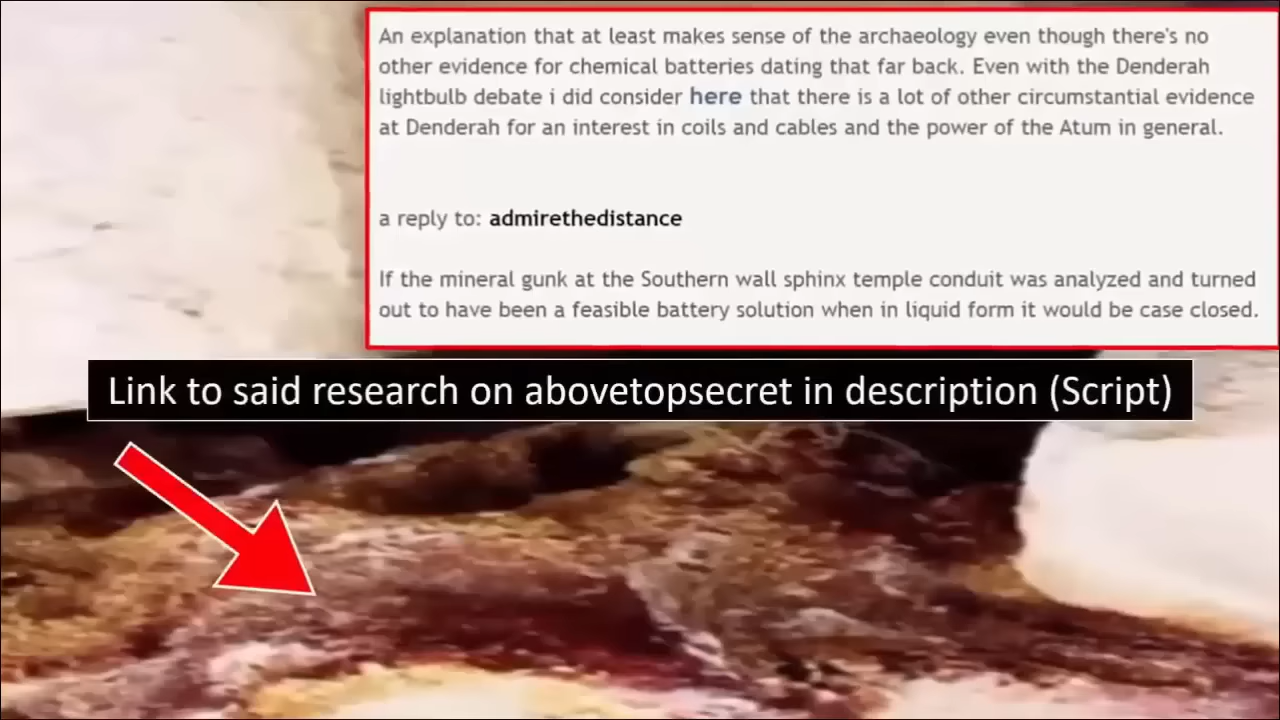 An explanation that at least makes sense of the archaeology even though there's no
other evidence for chemical batteries dating that far back. Even with the Denderah
lightbulb debate i did consider here that there is a lot of other circumstantial evidence
at Denderah for an interest in coils and cables and the power of the Atum in general.
a reply to: admirethedistance
If the mineral gunk at the Southern wall sphinx temple conduit was analyzed and turned
out to have been a feasible battery solution when in liquid form it would be case closed.
Link to said research on abovetopsecret in description (Script)